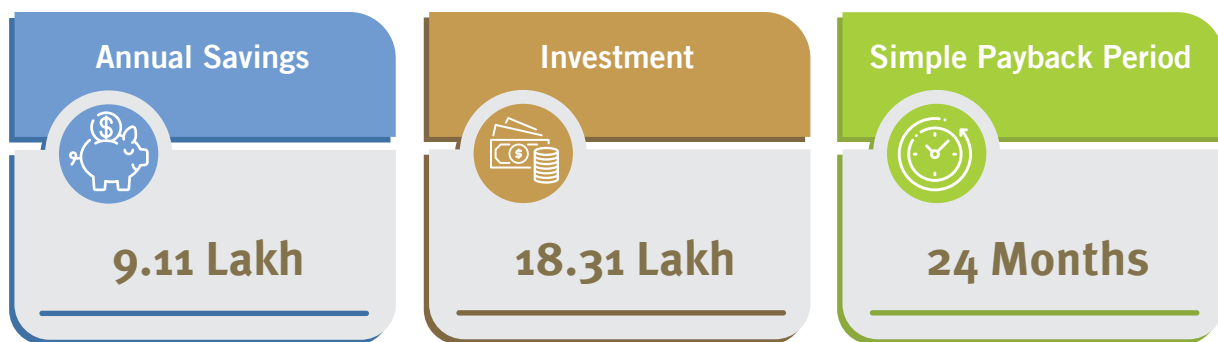 Annual Savings
Investment
Simple Payback Period
9.11 Lakh
18.31 Lakh
24 Months